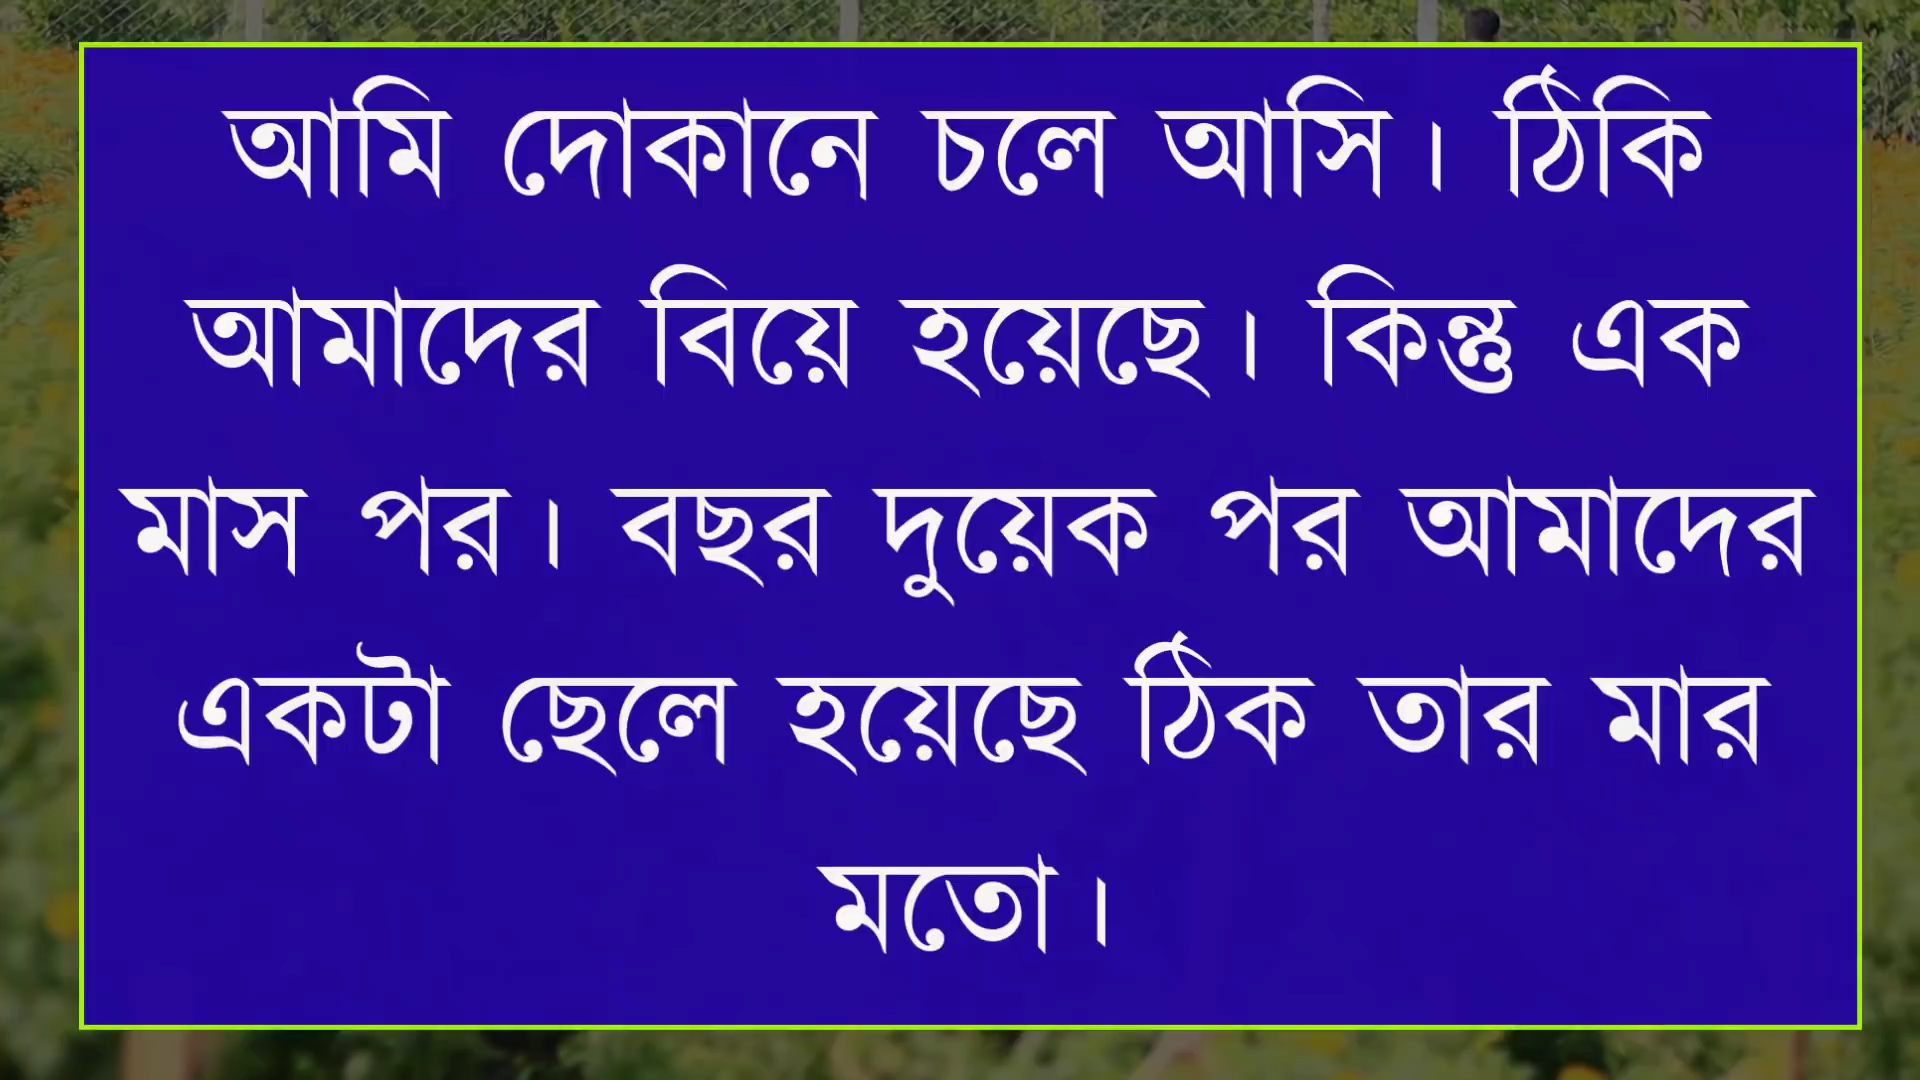 আমি দোকানে চলে আসি। ঠিকি
আমাদের বিয়ে হয়েছে। কিন্তু এক
মাস পর। বছর দুয়েক পর আমাদের
একটা ছেলে হয়েছে ঠিক তার মার
মতো।